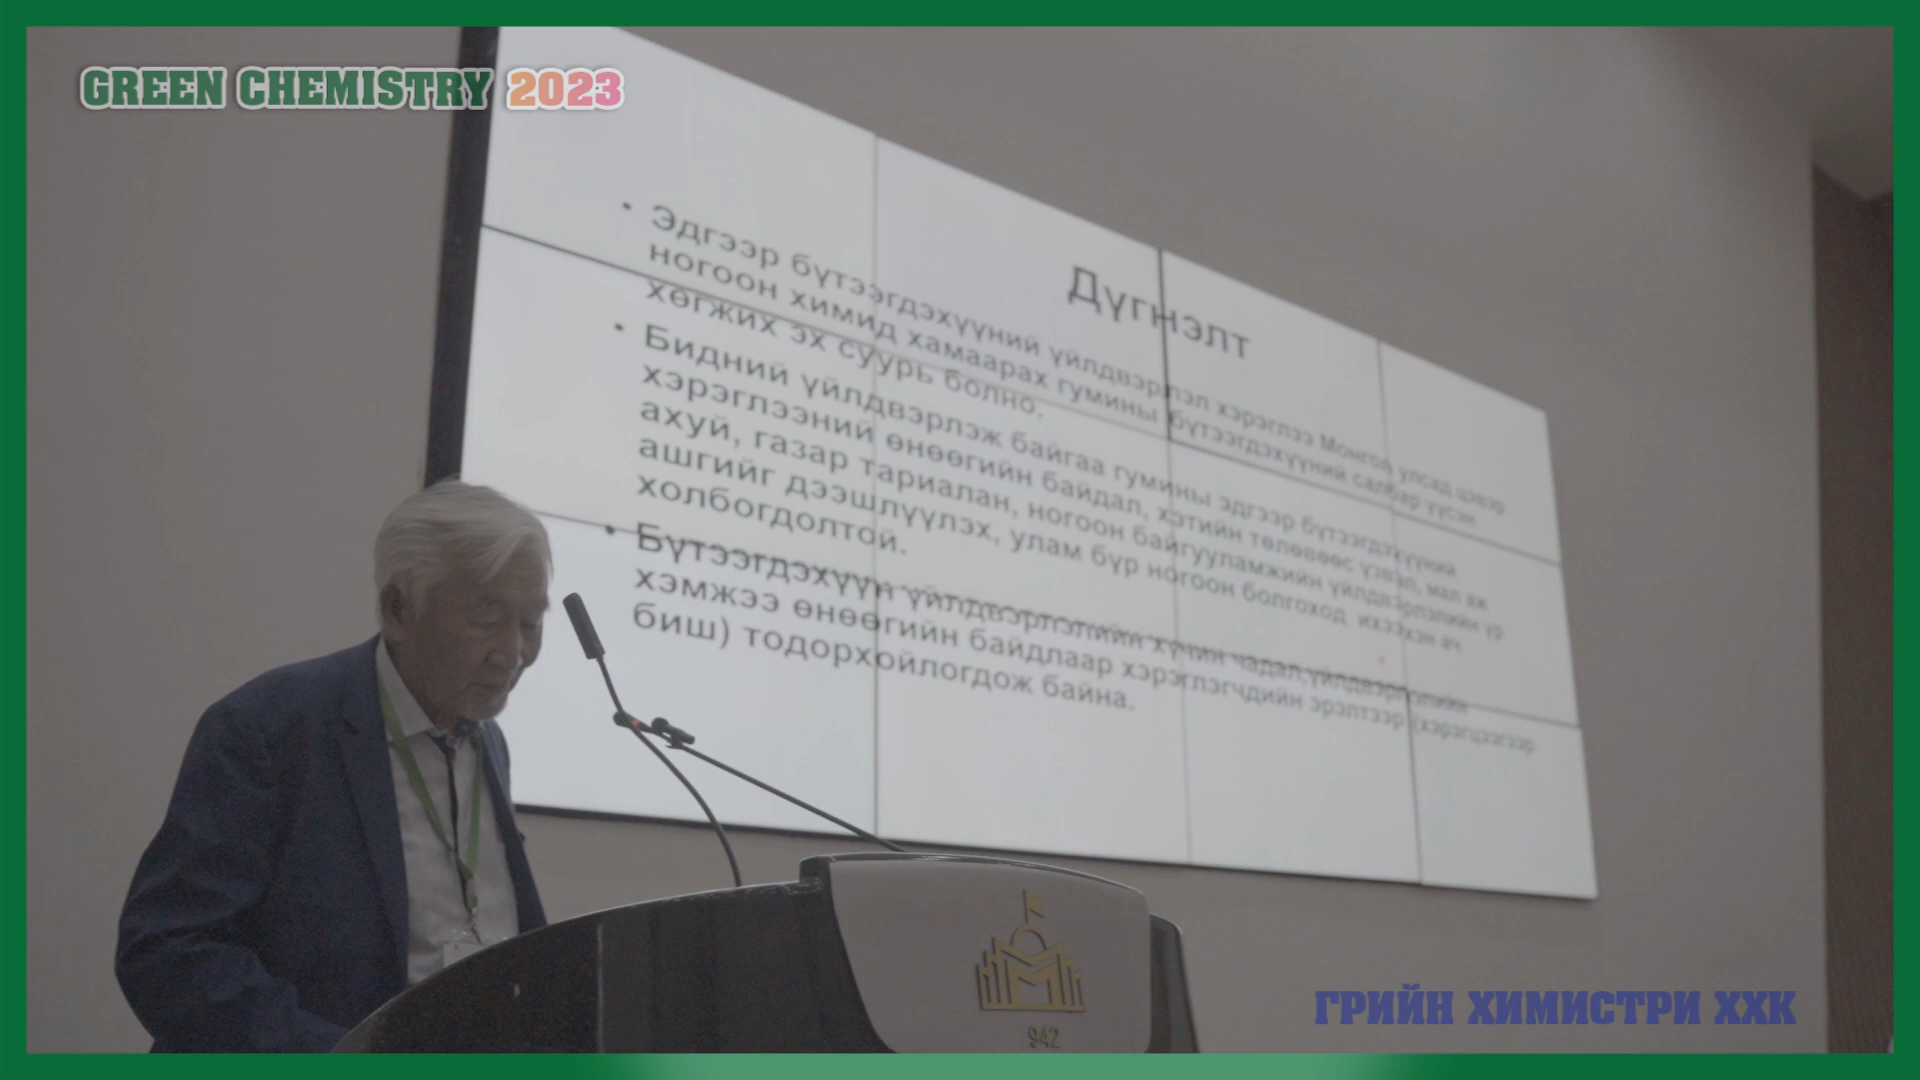 GREEN CHEMISTRY 2023
Дүгнэлт
• Эдгээр бүтээгдэхүүний үйлдвэрлэл хэрэглээ Монгол улсад цэвэр
ногоон химид хамаарах гумины бүтээгдэхүүний салбар үүсэн
хөгжих эх суурь болно.
• Бидний үйлдвэрлэж байгаа гумины эдгээр бүтээгдэхүүний
хэрэглээний өнөөгийн байдал, хэтийн төлөвөөс үзвэл, мал аж
ахуй, газар тариалан, ногоон байгууламжийн үйлдвэрлэлийн үр
ашгийг дээшлүүлэх, улам бүр ногоон болгоход ихээхэн ач
холбогдолтой.
• Бүтээгдэхүүн үйлдвэрлэлийн хүчин чадал,үйлдвэрлэлийн
хэмжээ өнөөгийн байдлаар хэрэглэгчдийн эрэлтээр (хэрэгцээгээр
биш) тодорхойлогдож байна.
942
ГРИЙН ХИМИСТРИ ХХК